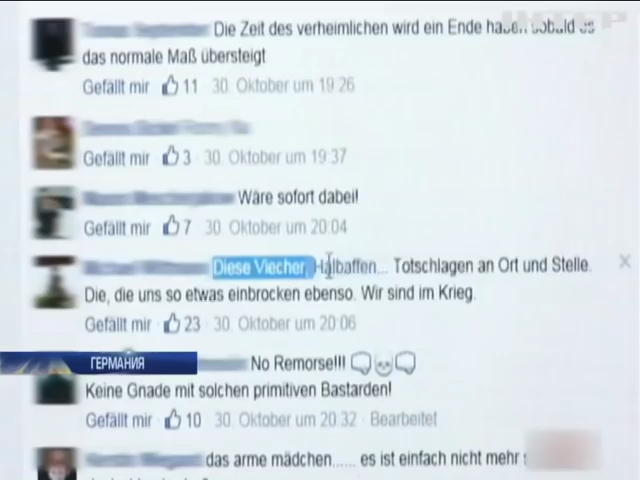 Die Zeit des verheimlichen wird ein Ende haben sobald es
das normale Maß übersteigt
Gefällt mir 11 30. Oktober um 19:26
Gefällt mir 3 · 30. Oktober um 19:37
Wäre sofort dabei!
Gefällt mir 7 30. Oktober um 20:04
Diese Viecher, Halbaffen... Totschlagen an Ort und Stelle.
Die, die uns so etwas einbrocken ebenso. Wir sind im Krieg.
Gefällt mir · 23 · 30. Oktober um 20:06
ГЕРМАНИЯ
No Remorse!!!
Keine Gnade mit solchen primitiven Bastarden!
Gefällt mir · 10 · 30. Oktober um 20:32 · Bearbeitet
das arme mädchen...... es ist einfach nicht mehr